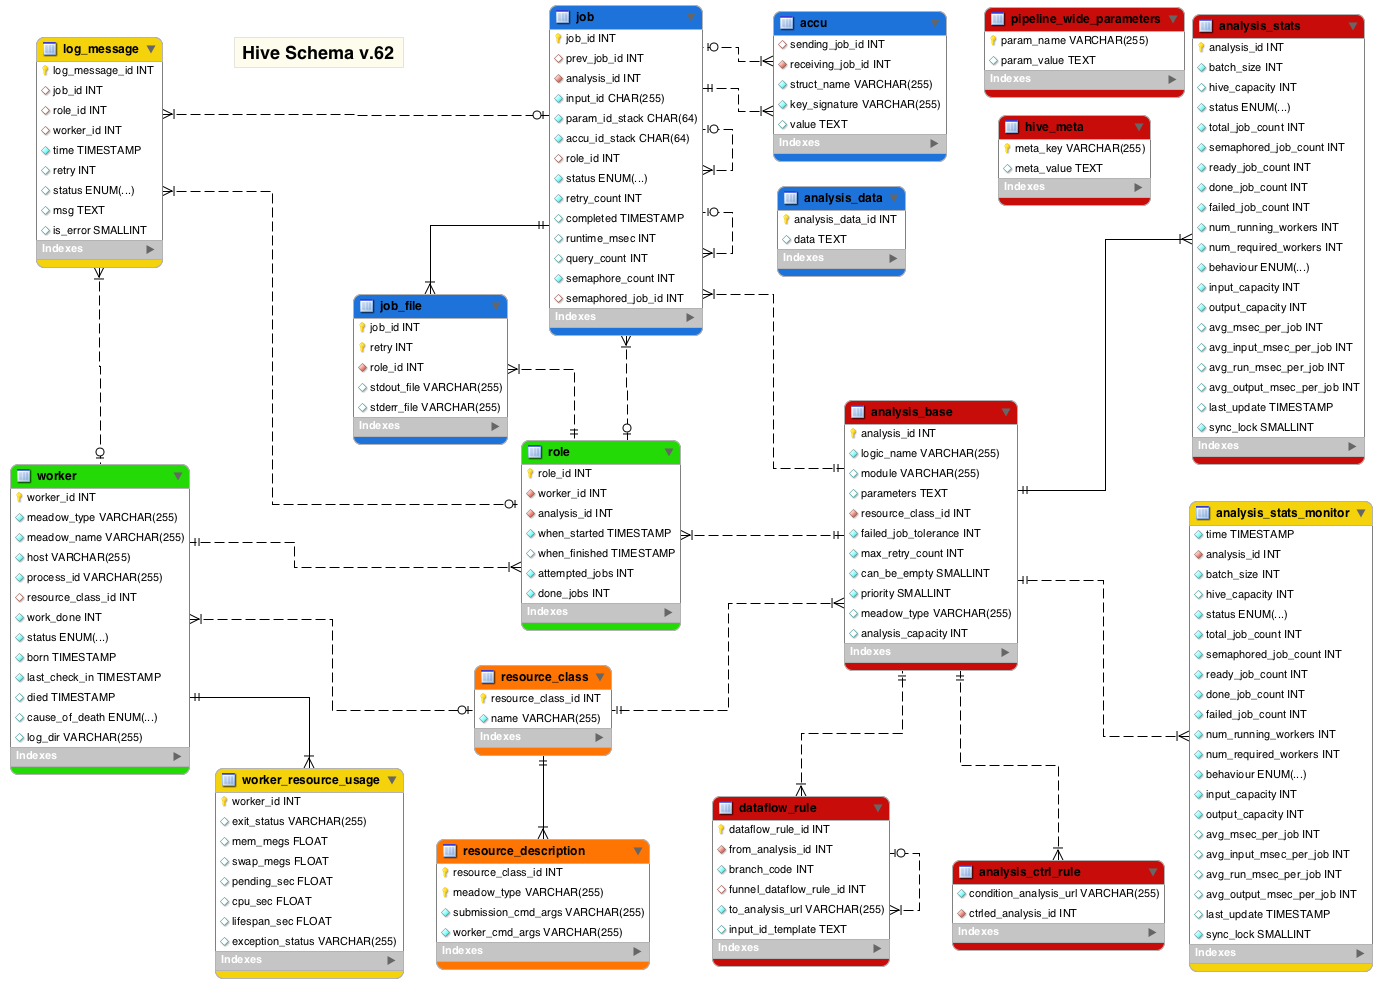 Hive Schema v.62
log_message
log_message_id INT
job_id INT
role_id INT
worker_id INT
time TIMESTAMP
retry INT
status ENUM(...)
msg TEXT
is_error SMALLINT
Indexes
job
job_id INT
prev_job_id INT
analysis_id INT
input_id CHAR(255)
param_id_stack CHAR(64)
accu_id_stack CHAR(64)
role_id INT
status ENUM(...)
retry_count INT
completed TIMESTAMP
runtime_msec INT
query_count INT
semaphore_count INT
semaphored_job_id INT
Indexes
accu
sending_job_id INT
receiving_job_id INT
struct_name VARCHAR(255)
key_signature VARCHAR(255)
value TEXT
Indexes
analysis_data
analysis_data_id INT
data TEXT
Indexes
pipeline_wide_parameters
param_name VARCHAR(255)
param_value TEXT
Indexes
hive_meta
meta_key VARCHAR(255)
meta_value TEXT
Indexes
analysis_stats
analysis_id INT
batch_size INT
hive_capacity INT
status ENUM(...)
total_job_count INT
semaphored_job_count INT
ready_job_count INT
done_job_count INT
failed_job_count INT
num_running_workers INT
num_required_workers INT
behaviour ENUM(...)
input_capacity INT
output_capacity INT
avg_msec_per_job INT
avg_input_msec_per_job INT
avg_run_msec_per_job INT
avg_output_msec_per_job INT
last_update TIMESTAMP
sync_lock SMALLINT
Indexes
job_file
job_id INT
retry INT
role_id INT
stdout_file VARCHAR(255)
stderr_file VARCHAR(255)
Indexes
worker
worker_id INT
meadow_type VARCHAR(255)
meadow_name VARCHAR(255)
host VARCHAR(255)
process_id VARCHAR(255)
resource_class_id INT
work_done INT
status ENUM(...)
born TIMESTAMP
last_check_in TIMESTAMP
died TIMESTAMP
cause_of_death ENUM(...)
log_dir VARCHAR(255)
Indexes
role
role_id INT
worker_id INT
analysis_id INT
when_started TIMESTAMP
when_finished TIMESTAMP
attempted_jobs INT
done_jobs INT
Indexes
analysis_base
analysis_id INT
logic_name VARCHAR(255)
module VARCHAR(255)
parameters TEXT
resource_class_id INT
failed_job_tolerance INT
max_retry_count INT
can_be_empty SMALLINT
priority SMALLINT
meadow_type VARCHAR(255)
analysis_capacity INT
Indexes
analysis_stats_monitor
time TIMESTAMP
analysis_id INT
batch_size INT
hive_capacity INT
status ENUM(...)
total_job_count INT
semaphored_job_count INT
ready_job_count INT
done_job_count INT
failed_job_count INT
num_running_workers INT
num_required_workers INT
behaviour ENUM(...)
input_capacity INT
output_capacity INT
avg_msec_per_job INT
avg_input_msec_per_job INT
avg_run_msec_per_job INT
avg_output_msec_per_job INT
last_update TIMESTAMP
sync_lock SMALLINT
Indexes
resource_class
resource_class_id INT
name VARCHAR(255)
Indexes
worker_resource_usage
worker_id INT
exit_status VARCHAR(255)
mem_megs FLOAT
swap_megs FLOAT
pending_sec FLOAT
cpu_sec FLOAT
lifespan_sec FLOAT
exception_status VARCHAR(255)
Indexes
resource_description
resource_class_id INT
meadow_type VARCHAR(255)
submission_cmd_args VARCHAR(255)
worker_cmd_args VARCHAR(255)
Indexes
dataflow_rule
dataflow_rule_id INT
from_analysis_id INT
branch_code INT
funnel_dataflow_rule_id INT
to_analysis_url VARCHAR(255)
input_id_template TEXT
Indexes
analysis_ctrl_rule
condition_analysis_url VARCHAR(255)
ctrled_analysis_id INT
Indexes